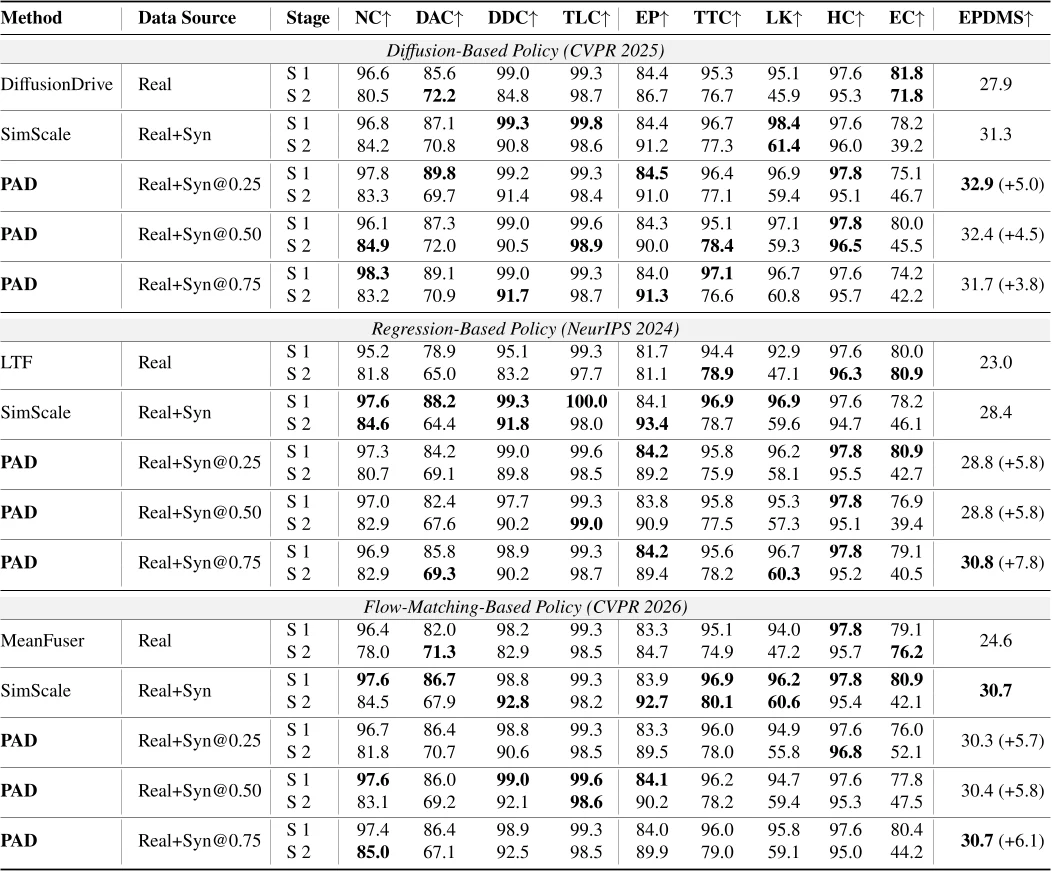 Method Data Source Stage NC↑ DAC↑ DDC↑ TLC↑ EP↑ TTC↑ LK↑ HC↑ EC↑ EPDMS↑
Diffusion-Based Policy (CVPR 2025)
DiffusionDrive Real S 1 96.6 85.6 99.0 99.3 84.4 95.3 95.1 97.6 81.8 27.9
S 2 80.5 72.2 84.8 98.7 86.7 76.7 45.9 95.3 71.8
SimScale Real+Syn S 1 96.8 87.1 99.3 99.8 84.4 96.7 98.4 97.6 78.2 31.3
S 2 84.2 70.8 90.8 98.6 91.2 77.3 61.4 96.0 39.2
PAD Real+Syn@0.25 S 1 97.8 89.8 99.2 99.3 84.5 96.4 96.9 97.8 75.1 32.9 (+5.0)
S 2 83.3 69.7 91.4 98.4 91.0 77.1 59.4 95.1 46.7
PAD Real+Syn@0.50 S 1 96.1 87.3 99.0 99.6 84.3 95.1 97.1 97.8 80.0 32.4 (+4.5)
S 2 84.9 72.0 90.5 98.9 90.0 78.4 59.3 96.5 45.5
PAD Real+Syn@0.75 S 1 98.3 89.1 99.0 99.3 84.0 97.1 96.7 97.6 74.2 31.7 (+3.8)
S 2 83.2 70.9 91.7 98.7 91.3 76.6 60.8 95.7 42.2
Regression-Based Policy (NeurIPS 2024)
LTF Real S 1 95.2 78.9 95.1 99.3 81.7 94.4 92.9 97.6 80.0 23.0
S 2 81.8 65.0 83.2 97.7 81.1 78.9 47.1 96.3 80.9
SimScale Real+Syn S 1 97.6 88.2 99.3 100.0 84.1 96.9 96.9 97.6 78.2 28.4
S 2 84.6 64.4 91.8 98.0 93.4 78.7 59.6 94.7 46.1
PAD Real+Syn@0.25 S 1 97.3 84.2 99.0 99.6 84.2 95.8 96.2 97.8 80.9 28.8 (+5.8)
S 2 80.7 69.1 89.8 98.5 89.2 75.9 58.1 95.5 42.7
PAD Real+Syn@0.50 S 1 97.0 82.4 97.7 99.3 83.8 95.8 95.3 97.8 76.9 28.8 (+5.8)
S 2 82.9 67.6 90.2 99.0 90.9 77.5 57.3 95.1 39.4
PAD Real+Syn@0.75 S 1 96.9 85.8 98.9 99.3 84.2 95.6 96.7 97.8 79.1 30.8 (+7.8)
S 2 82.9 69.3 90.2 98.7 89.4 78.2 60.3 95.2 40.5
Flow-Matching-Based Policy (CVPR 2026)
MeanFuser Real S 1 96.4 82.0 98.2 99.3 83.3 95.1 94.0 97.8 79.1 24.6
S 2 78.0 71.3 82.9 98.5 84.7 74.9 47.2 95.7 76.2
SimScale Real+Syn S 1 97.6 86.7 98.8 99.3 83.9 96.9 96.2 97.8 80.9 30.7
S 2 84.5 67.9 92.8 98.2 92.7 80.1 60.6 95.4 42.1
PAD Real+Syn@0.25 S 1 96.7 86.4 98.8 99.3 83.3 96.0 94.9 97.6 76.0 30.3 (+5.7)
S 2 81.8 70.7 90.6 98.5 89.5 78.0 55.8 96.8 52.1
PAD Real+Syn@0.50 S 1 97.6 86.0 99.0 99.6 84.1 96.2 94.7 97.6 77.8 30.4 (+5.8)
S 2 83.1 69.2 92.1 98.6 90.2 78.2 59.4 95.3 47.5
PAD Real+Syn@0.75 S 1 97.4 86.4 98.9 99.3 84.0 96.0 95.8 97.6 80.4 30.7 (+6.1)
S 2 85.0 67.1 92.5 98.5 89.9 79.0 59.1 95.0 44.2